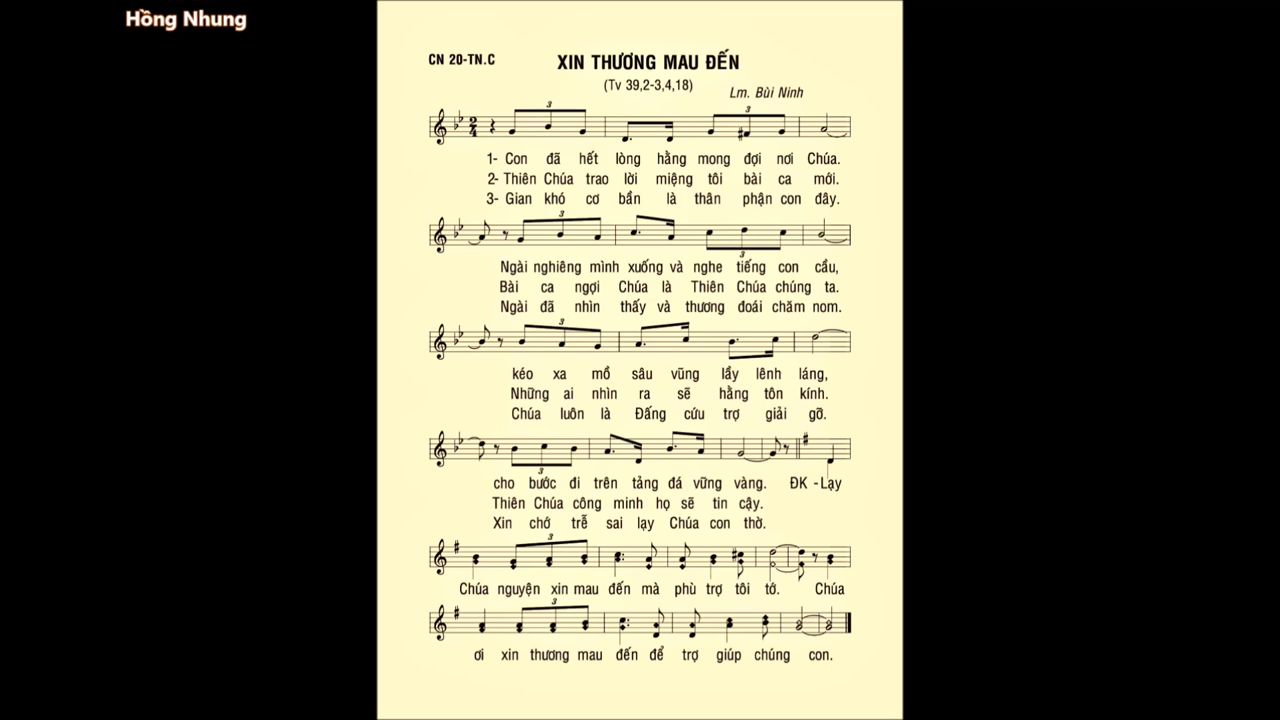 Hồng Nhung
CN 20-TN.C
XIN THƯƠNG MAU ĐẾN
(Tv 39,2-3,4,18)
Lm. Bùi Ninh
1- Con đã hết lòng hằng mong đợi nơi Chúa.
2- Thiên Chúa trao lời miệng tôi bài ca mới.
3- Gian khó cơ bần là thân phận con đây.
Ngài nghiêng mình xuống và nghe tiếng con cầu,
Bài ca ngợi Chúa là Thiên Chúa chúng ta.
Ngài đã nhìn thấy và thương đoái chăm nom.
kéo xa mồ sâu vũng lầy lênh láng,
Những ai nhìn ra sẽ hằng tôn kính.
Chúa luôn là Đấng cứu trợ giải gỡ.
cho bước đi trên tảng đá vững vàng. ĐK -Lạy
Thiên Chúa công minh họ sẽ tin cậy.
Xin chớ trễ sai lạy Chúa con thờ.
Chúa nguyện xin mau đến mà phù trợ tôi tớ. Chúa
ơi xin thương mau đến để trợ giúp chúng con.